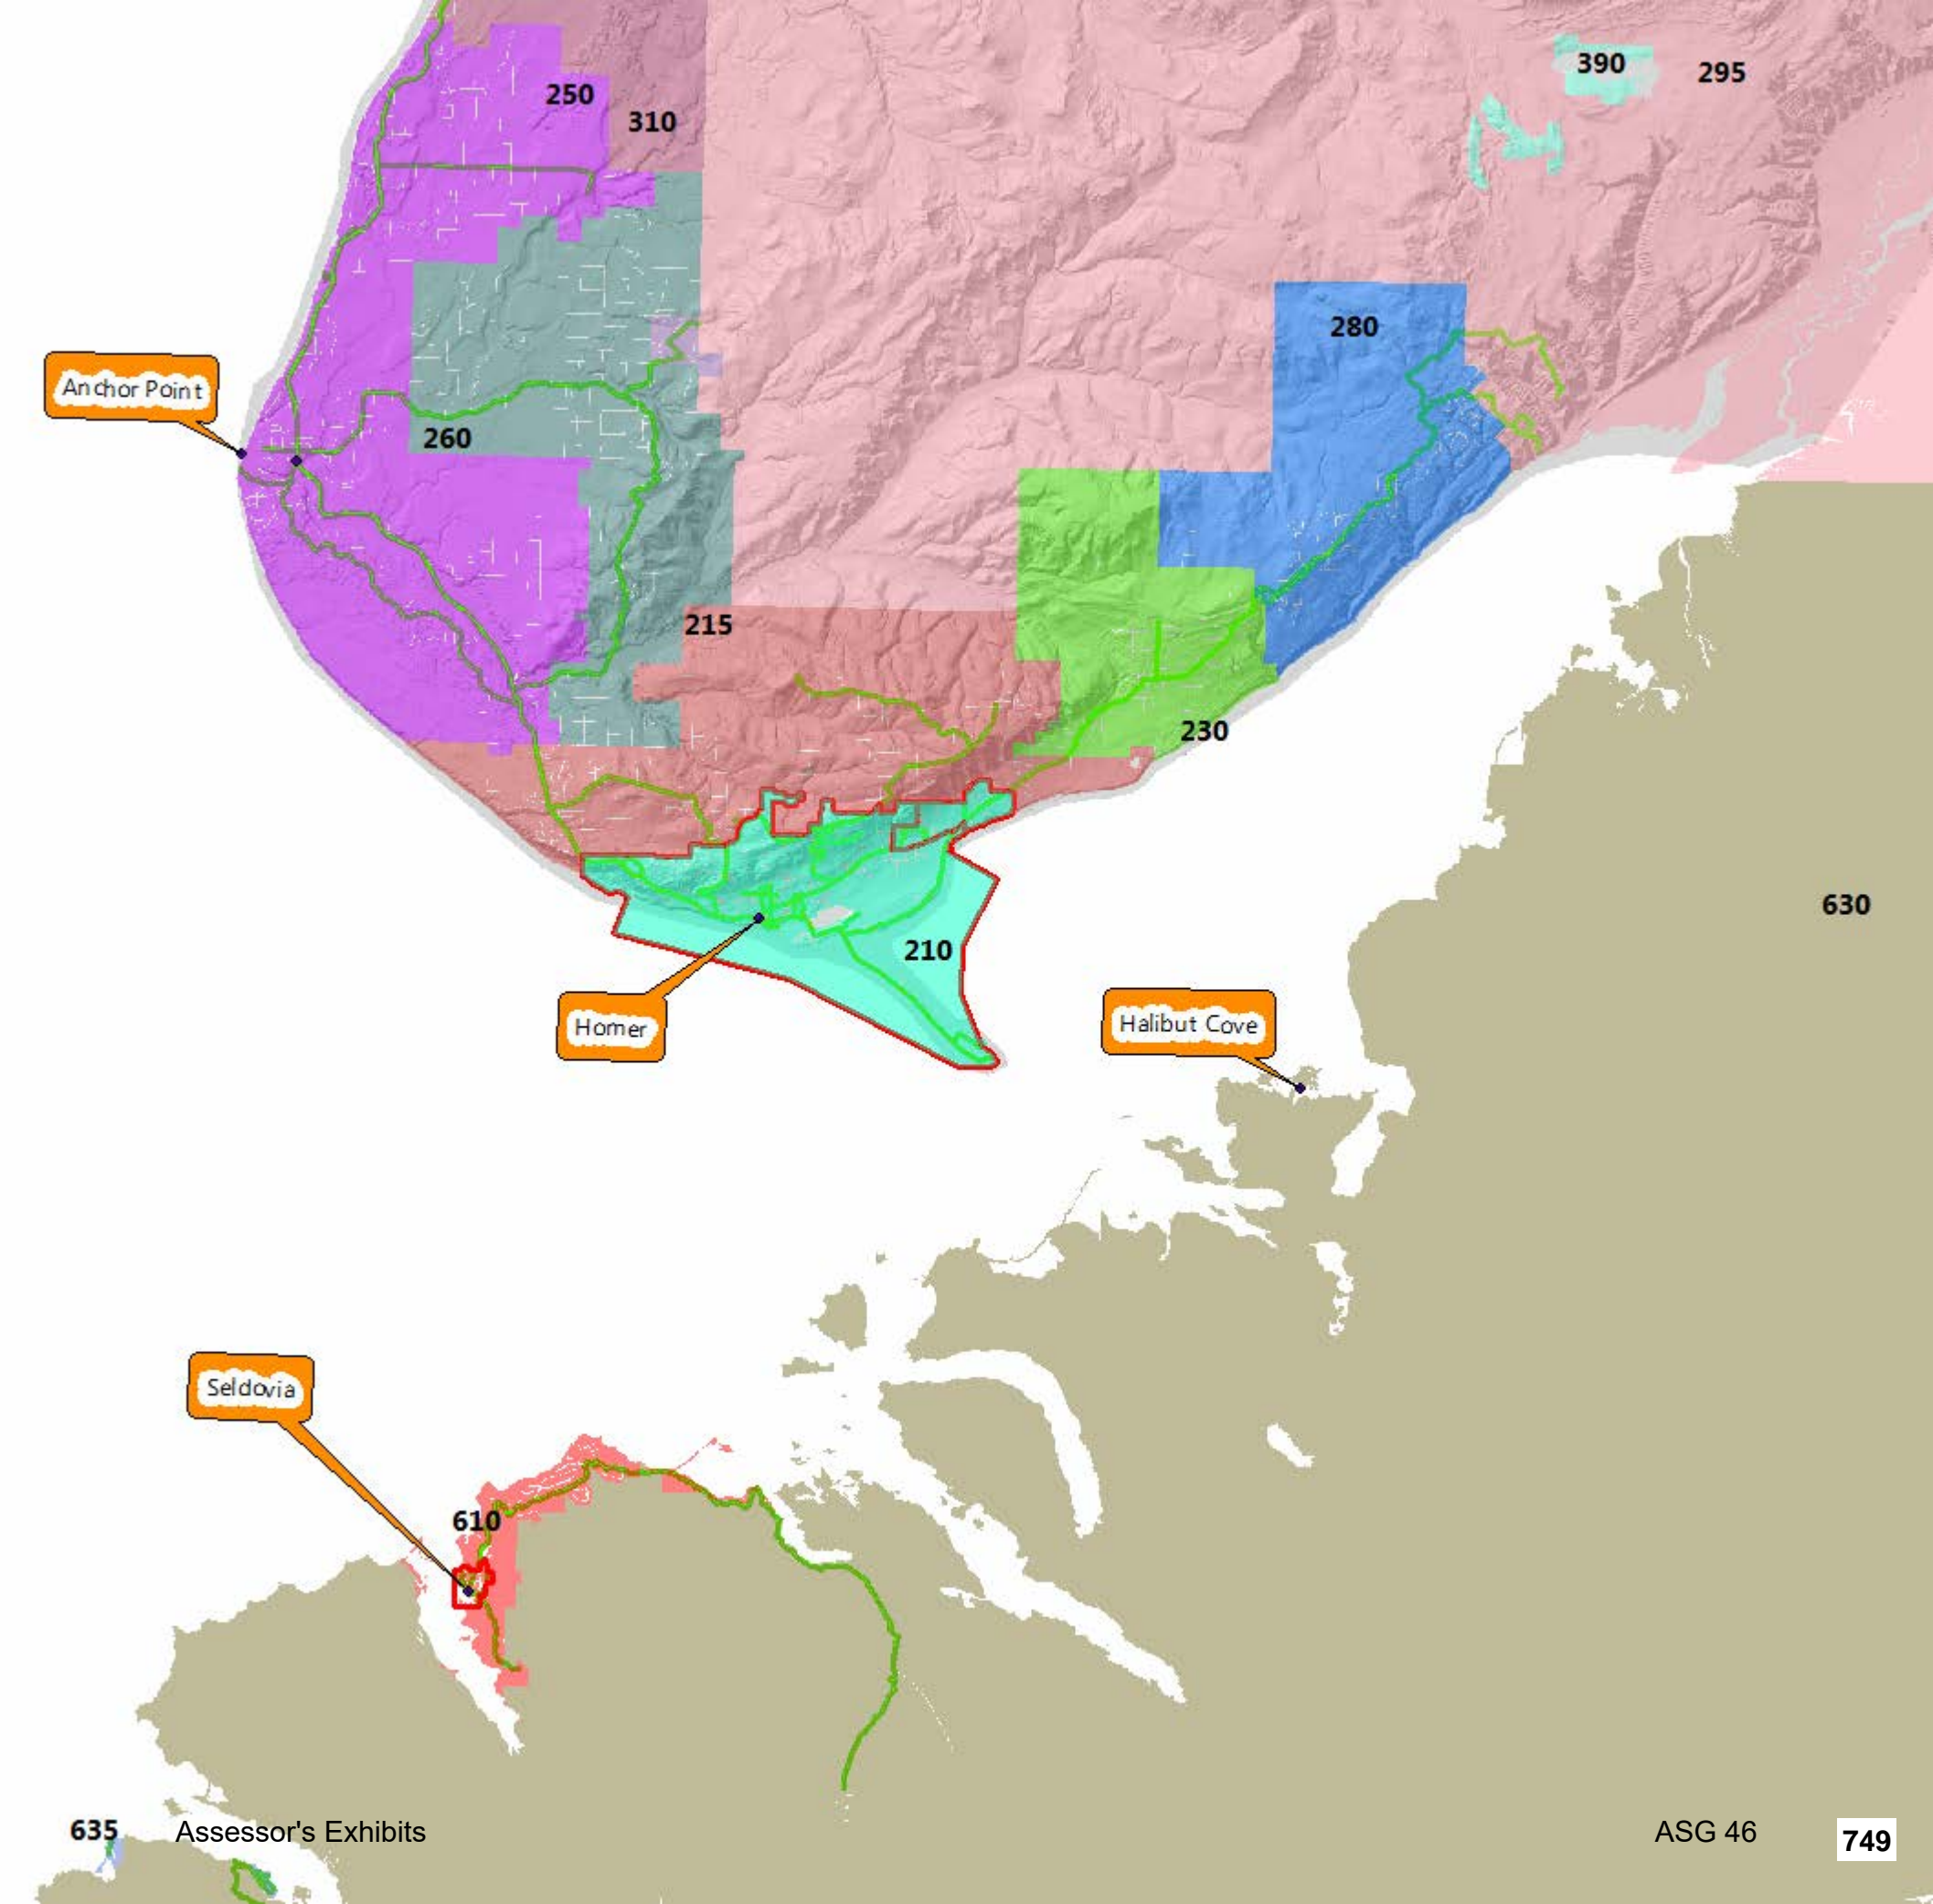 390
295
250
310
280
Anchor Point
260
215
230
630
210
Homer
Halibut Cove
Seldovia
610
635
Assessor's Exhibits
ASG 46
749